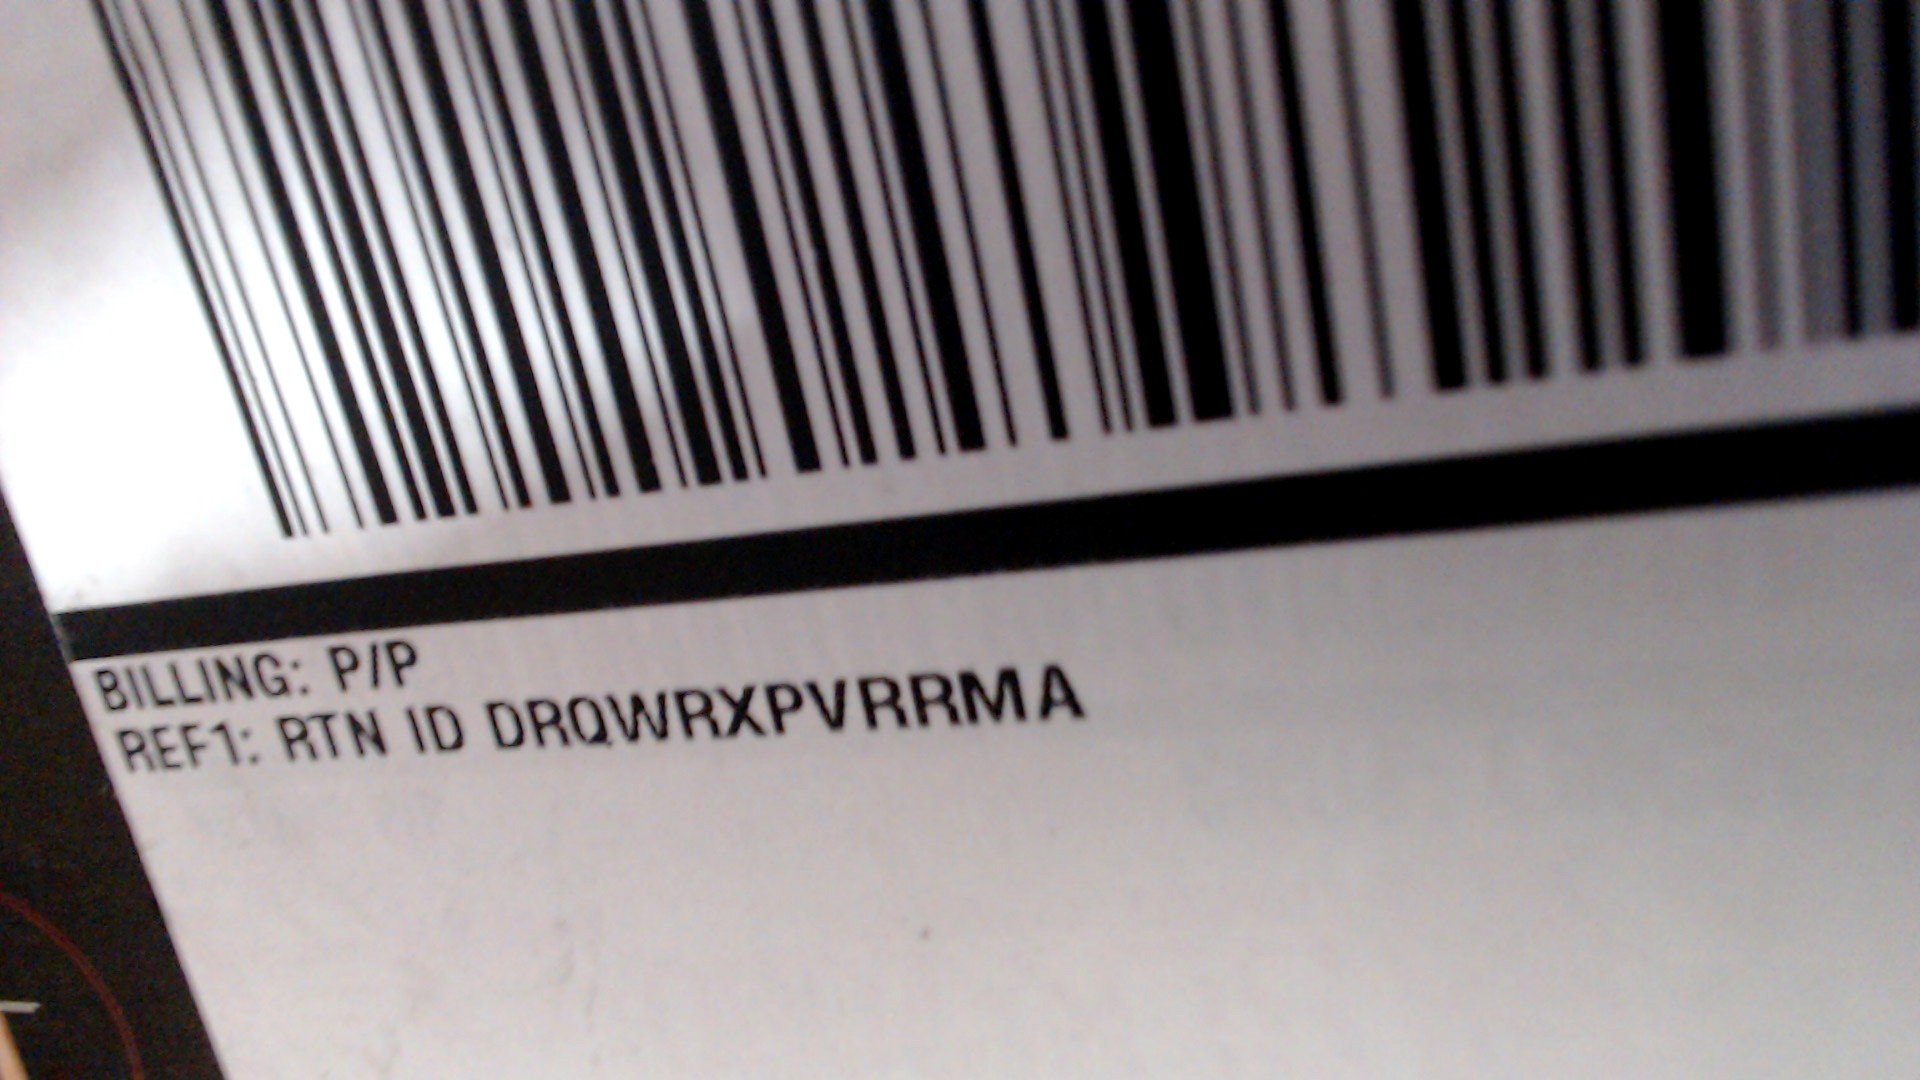 BILLING: P/P
REF1: RTN ID DRQWRXPVRRMA